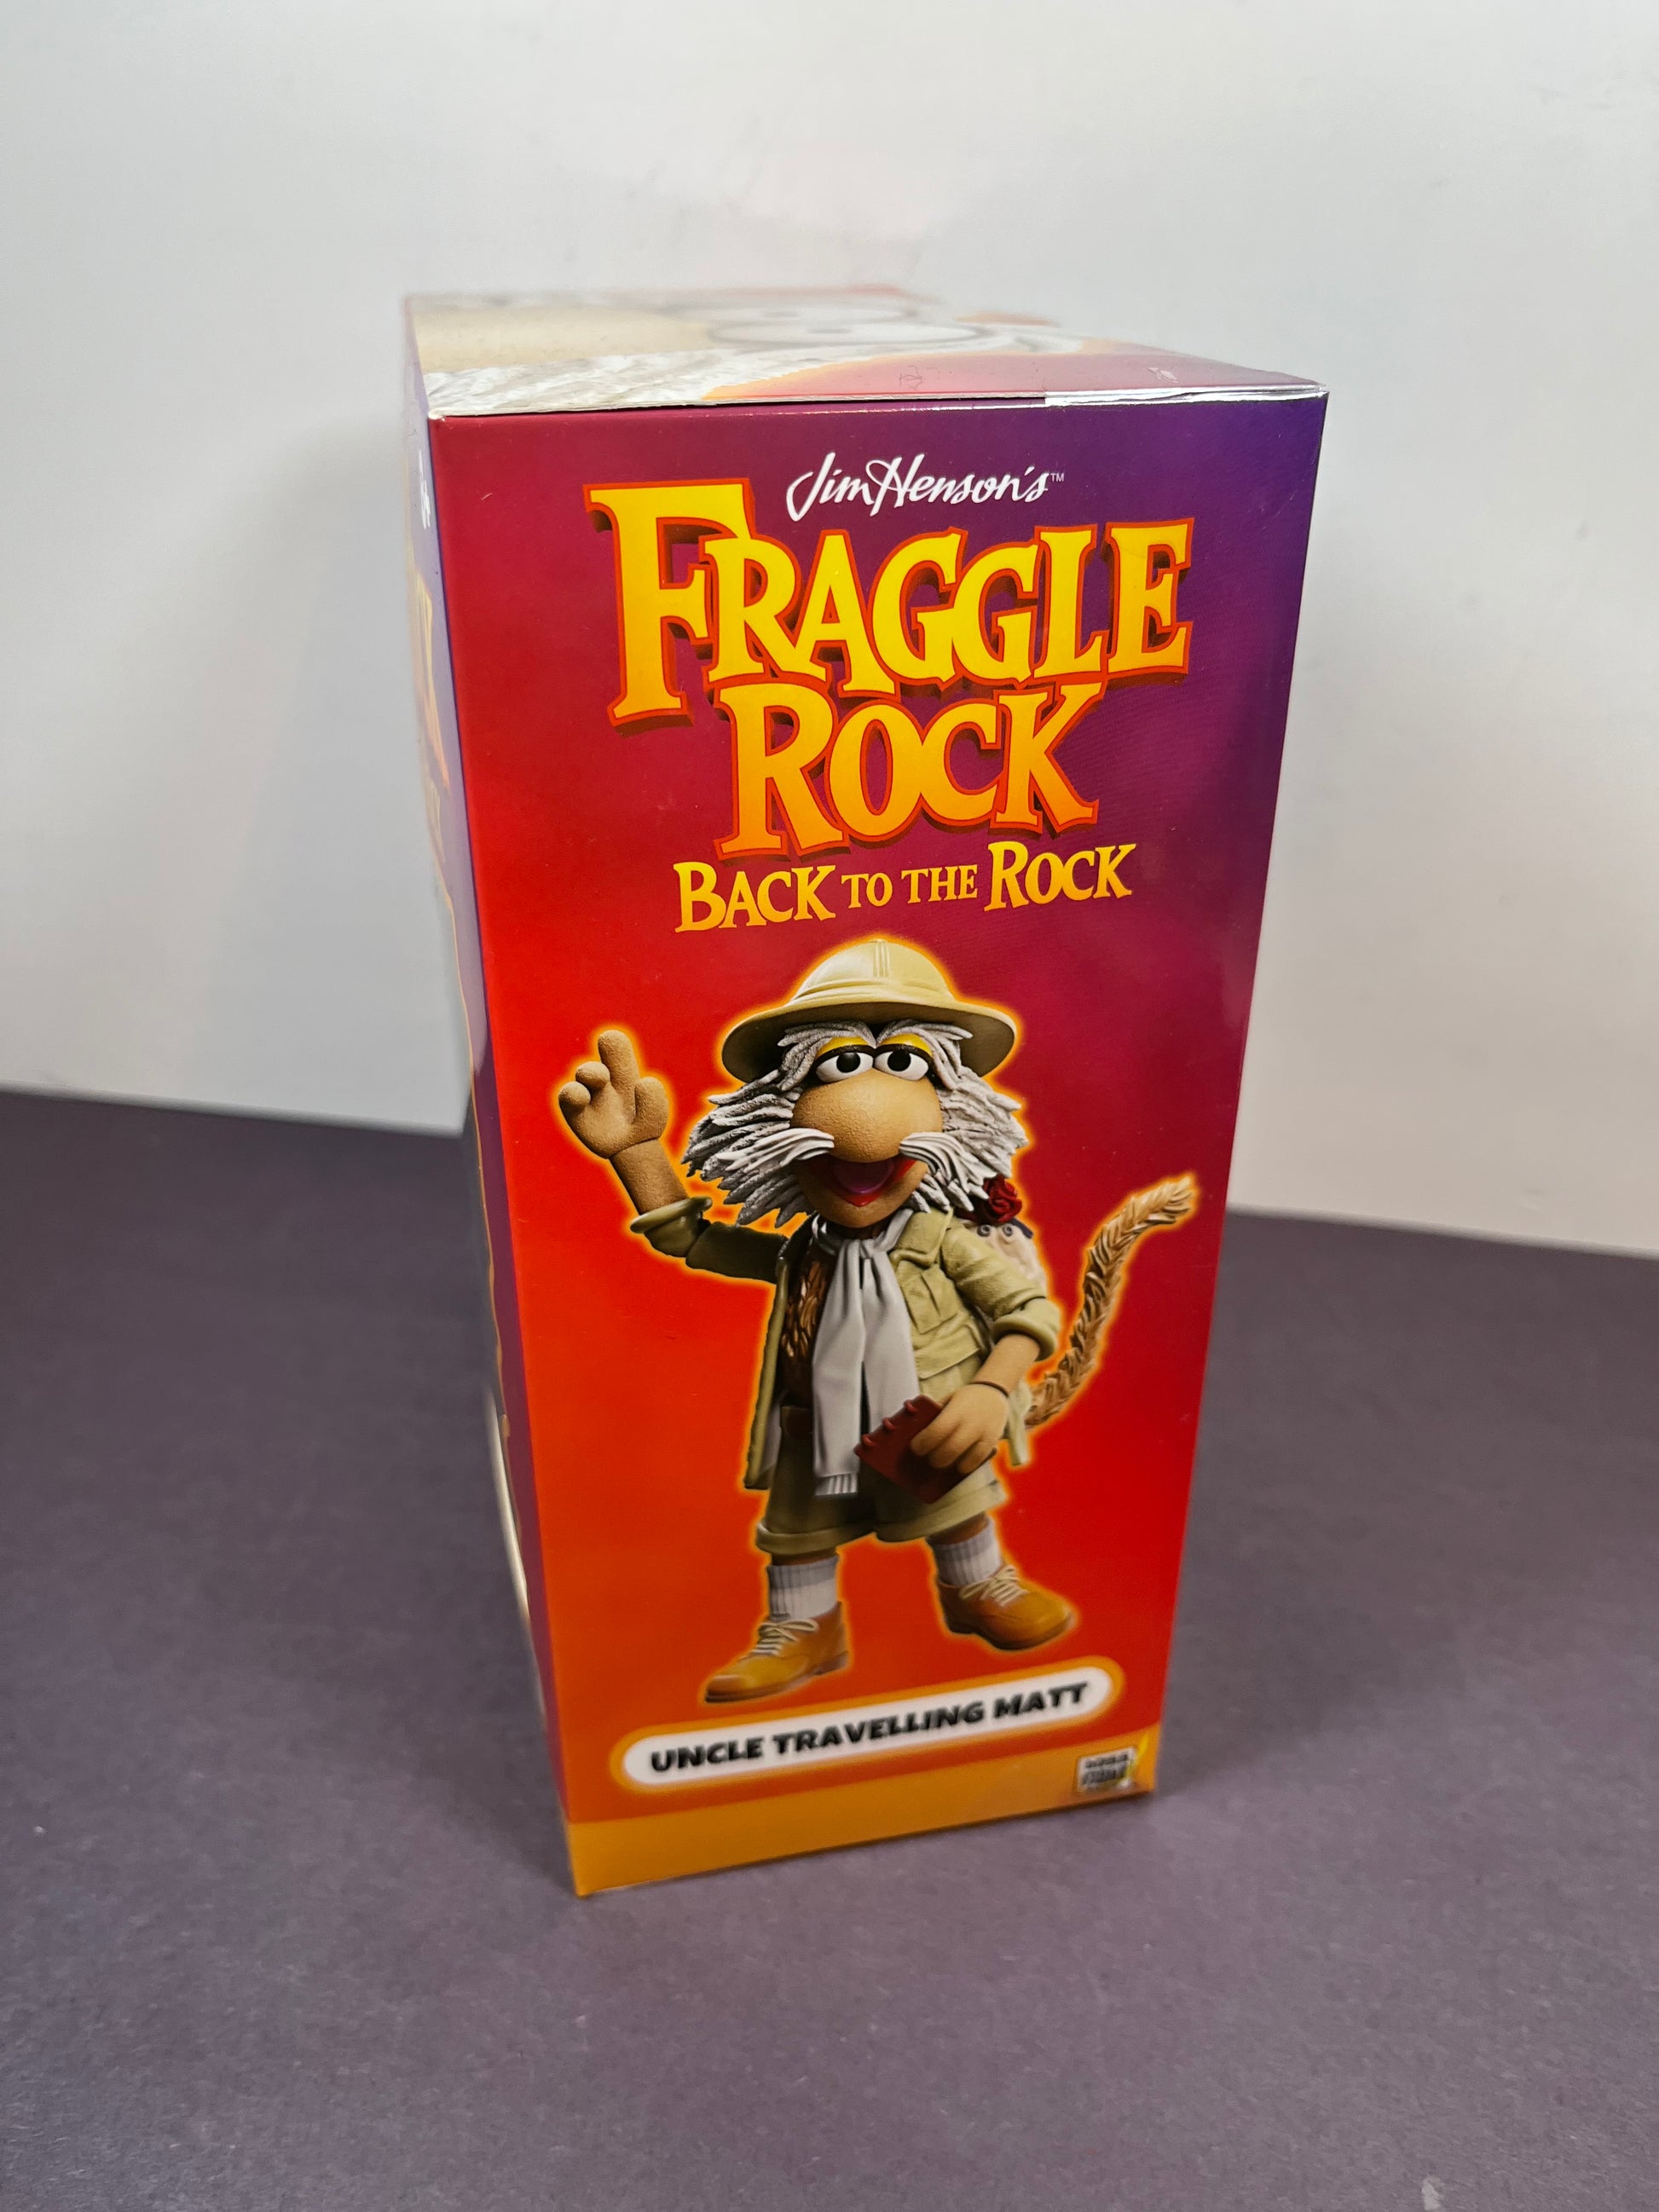 Jim Henson's™
FRAGGLE
ROCK
BACK TO THE ROCK
UNCLE TRAVELLING MATT